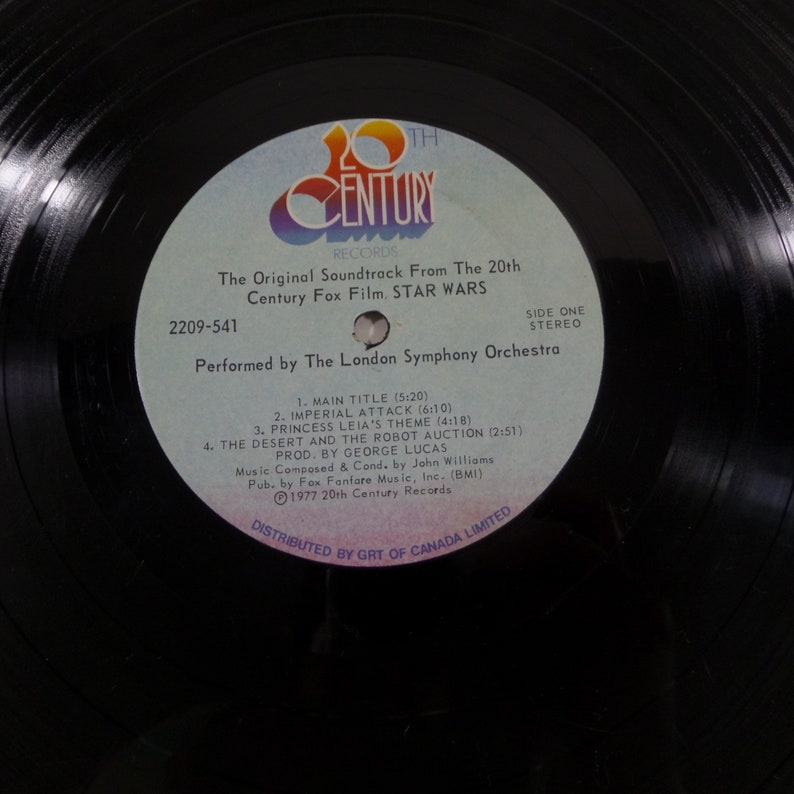 20TH
CENTURY
RECORDS
The Original Soundtrack From The 20th
Century Fox Film, STAR WARS
2209-541
SIDE ONE
STEREO
Performed by The London Symphony Orchestra
1. MAIN TITLE (5:20)
2. IMPERIAL ATTACK (6:10)
3. PRINCESS LEIA'S THEME (4:18)
4. THE DESERT AND THE ROBOT AUCTION (2:51)
PROD. BY GEORGE LUCAS
Music Composed & Cond. by John Williams
Pub. by Fox Fanfare Music, Inc. (BMI)
℗ 1977 20th Century Records
DISTRIBUTED BY GRT OF CANADA LIMITED